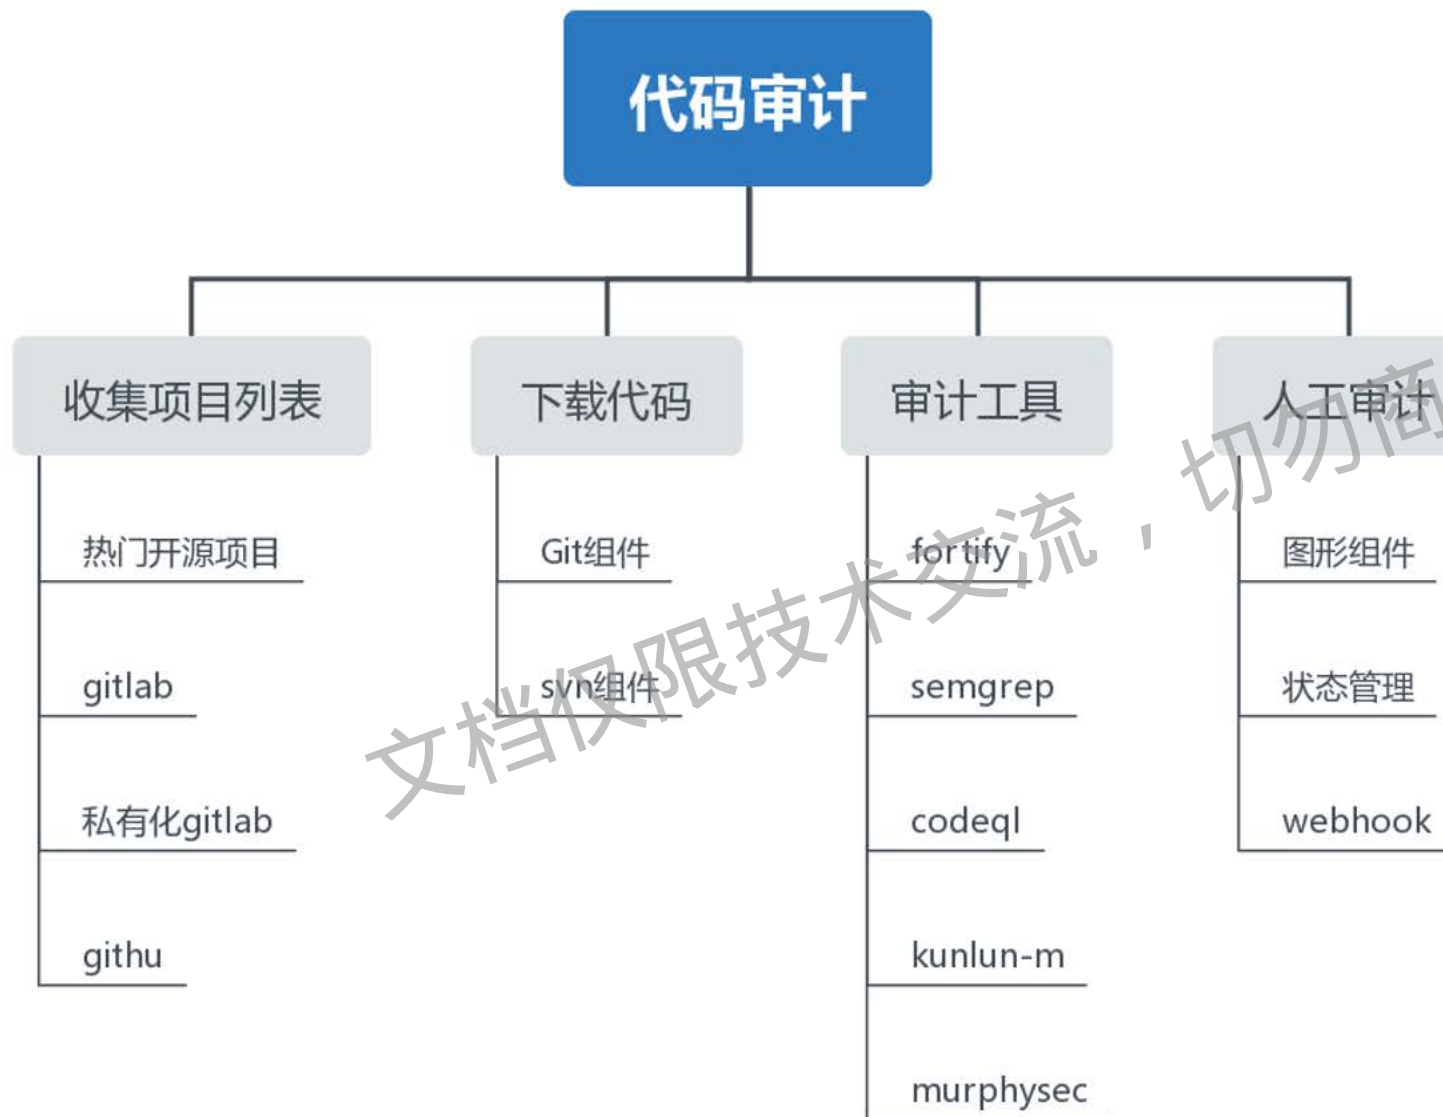 代码审计
收集项目列表
热门开源项目
gitlab
私有化gitlab
githu
下载代码
Git组件
svn组件
审计工具
fortify
semgrep
codeql
kunlun-m
murphysec
人工审计
图形组件
状态管理
webhook
文档仅限技术交流，切勿商